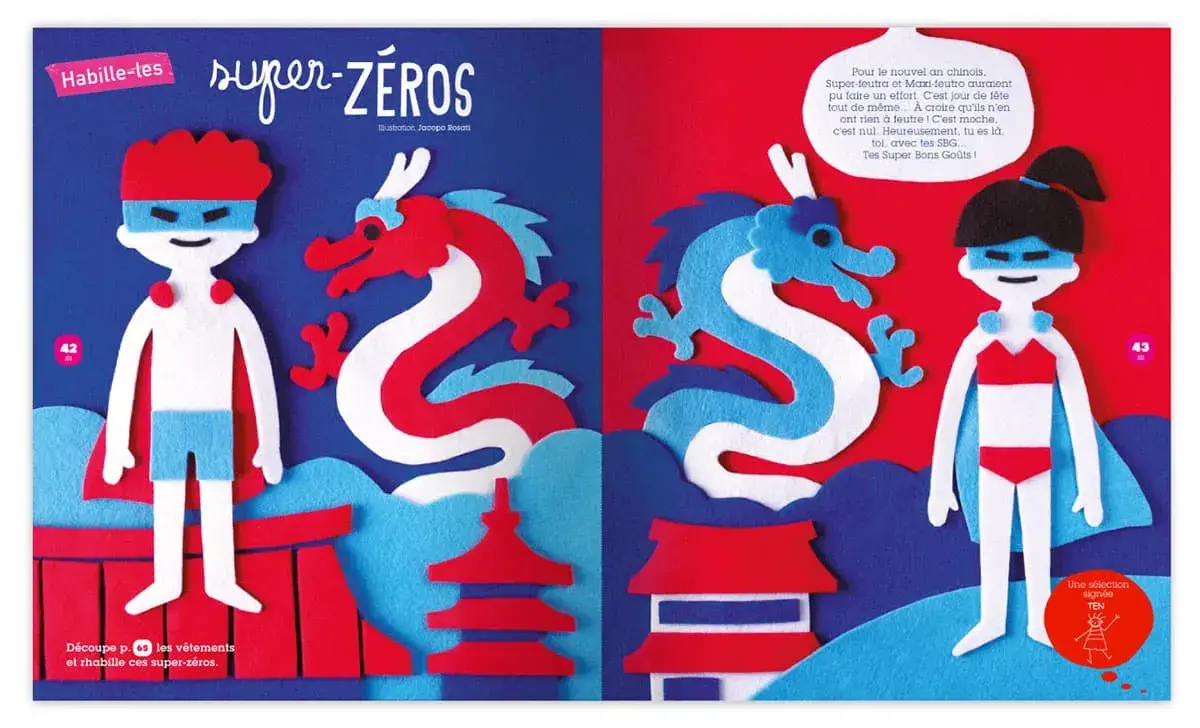 Habille-les
super-ZÉROS
Illustration Jacopo Rosati
Pour le nouvel an chinois,
Super-feutra et Maxi-feutro auraient
pu faire un effort. C'est jour de fête
tout de même... À croire qu'ils n'en
ont rien à feutre ! C'est moche,
c'est nul. Heureusement, tu es là,
toi, avec tes SBG...
Tes Super Bons Goûts !
42
43
Une sélection
signée
TEN
Découpe p. 65 les vêtements
et rhabille ces super-zéros.